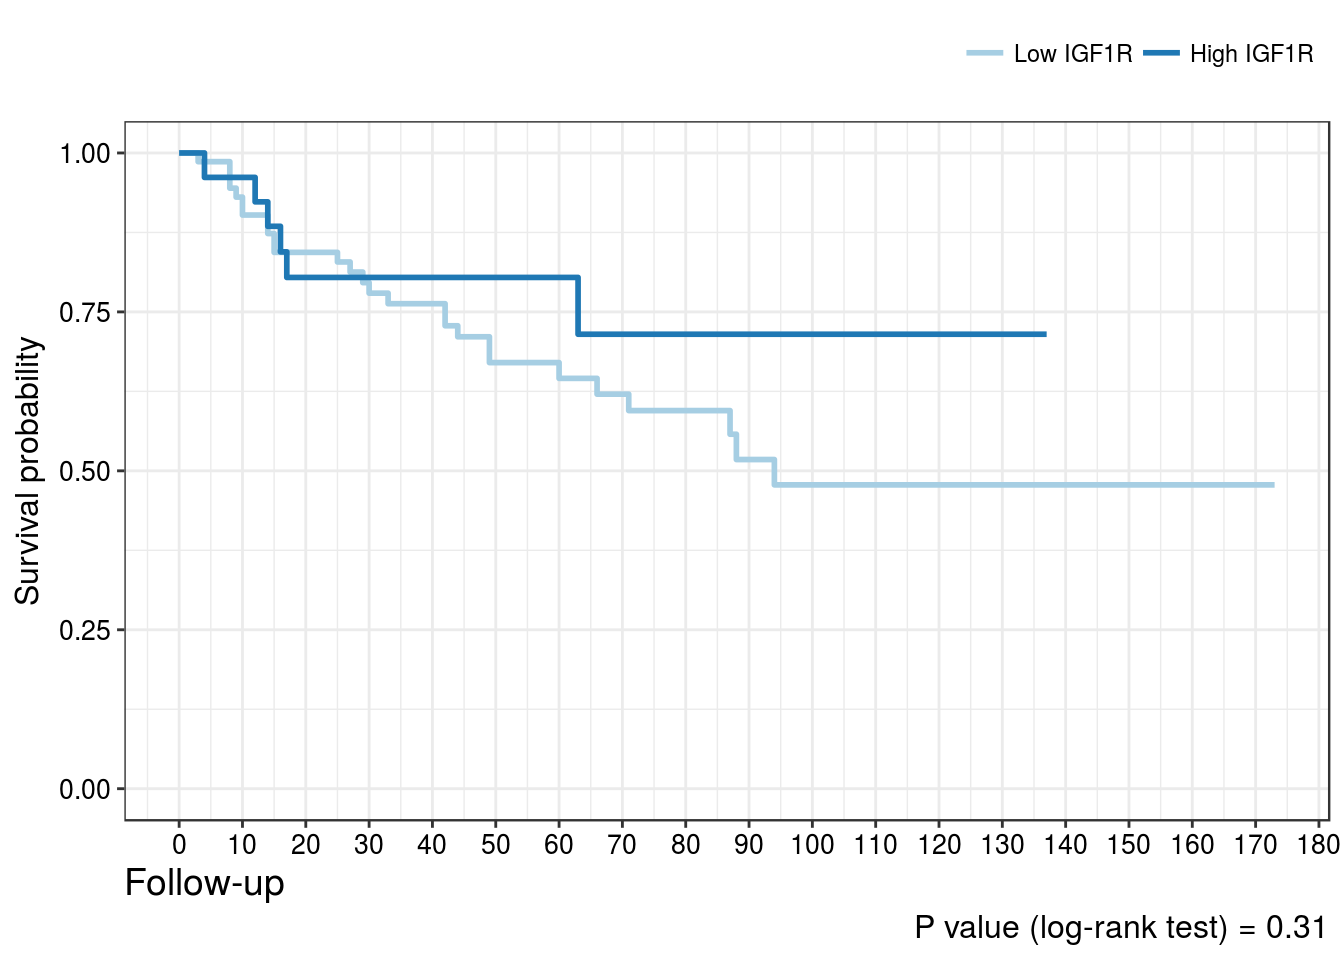 Low IGF1R High IGF1R
Survival probability
1.00
0.75
0.50
0.25
0.00
0 10 20 30 40 50 60 70 80 90 100 110 120 130 140 150 160 170 180
Follow-up
P value (log-rank test) = 0.31